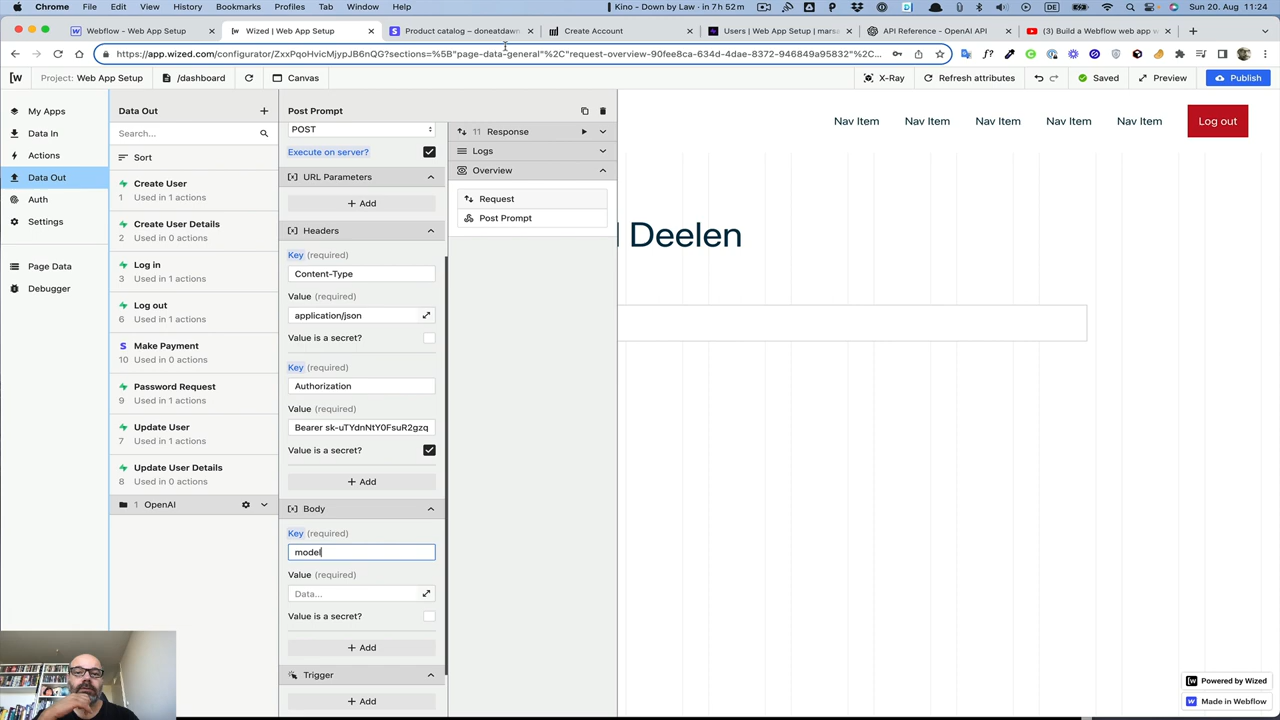 Chrome File Edit View History Bookmarks Profiles Tab Window Help
Kino - Down by Law • in 7 h 52 m
Sun 20. Aug 11:24
Webflow - Web App Setup
Wized | Web App Setup
Product catalog – doneatdawn
Create Account
Users | Web App Setup | marsa
API Reference - OpenAI API
(3) Build a Webflow web app w
https://app.wized.com/configurator/ZxxPqoHvicMjypJB6nQG?sections=%5B"page-data-general"%2C"request-overview-90fee8ca-634d-4dae-8372-946849a95832"%2C...
Project: Web App Setup
/dashboard
Canvas
X-Ray
Refresh attributes
Saved
Preview
Publish
My Apps
Data In
Actions
Data Out
Auth
Settings
Page Data
Debugger
Data Out
Search...
Sort
Create User
1 Used in 1 actions
Create User Details
2 Used in 0 actions
Log in
3 Used in 1 actions
Log out
6 Used in 1 actions
Make Payment
10 Used in 0 actions
Password Request
9 Used in 1 actions
Update User
7 Used in 1 actions
Update User Details
8 Used in 0 actions
1 OpenAI
Post Prompt
POST
Execute on server?
URL Parameters
+ Add
Headers
Key (required)
Content-Type
Value (required)
application/json
Value is a secret?
Key (required)
Authorization
Value (required)
Bearer sk-uTYdnNtY0FsuR2gzq
Value is a secret?
+ Add
Body
Key (required)
model
Value (required)
Data...
Value is a secret?
+ Add
Trigger
+ Add
11 Response
Logs
Overview
Request
Post Prompt
Nav Item Nav Item Nav Item Nav Item Nav Item
Log out
Deelen
Powered by Wized
Made in Webflow